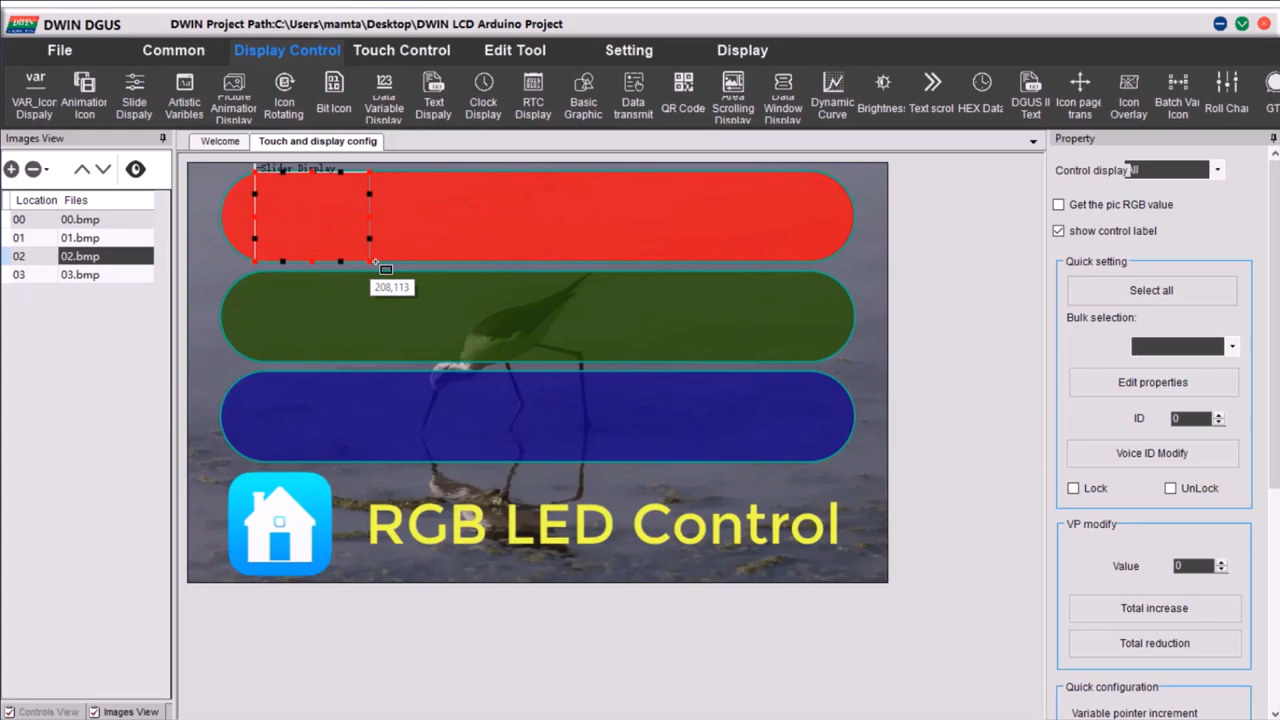 DWIN DGUS DWIN Project Path:C:\Users\mamta\Desktop\DWIN LCD Arduino Project
File Common Display Control Touch Control Edit Tool Setting Display
VAR_Icon Dispaly
Animation Icon
Slide Dispaly
Artistic Varibles
Picture Animation Display
Icon Rotating
Bit Icon
Data Variable Display
Text Dispaly
Clock Display
RTC Display
Basic Graphic
Data transmit
QR Code
Area Scrolling Display
Data Window Display
Dynamic Curve
Brightnes:
Text scroll
HEX Data
DGUS II Text
Icon page trans
Icon Overlay
Batch Var Icon
Roll Char
GT
Images View
Welcome Touch and display config
Property
Location Files
00 00.bmp
01 01.bmp
02 02.bmp
03 03.bmp
Slider Display
208,113
RGB LED Control
Control display
Get the pic RGB value
show control label
Quick setting
Select all
Bulk selection:
Edit properties
ID 0
Voice ID Modify
Lock UnLock
VP modify
Value 0
Total increase
Total reduction
Quick configuration
Variable pointer increment
Controls View Images View